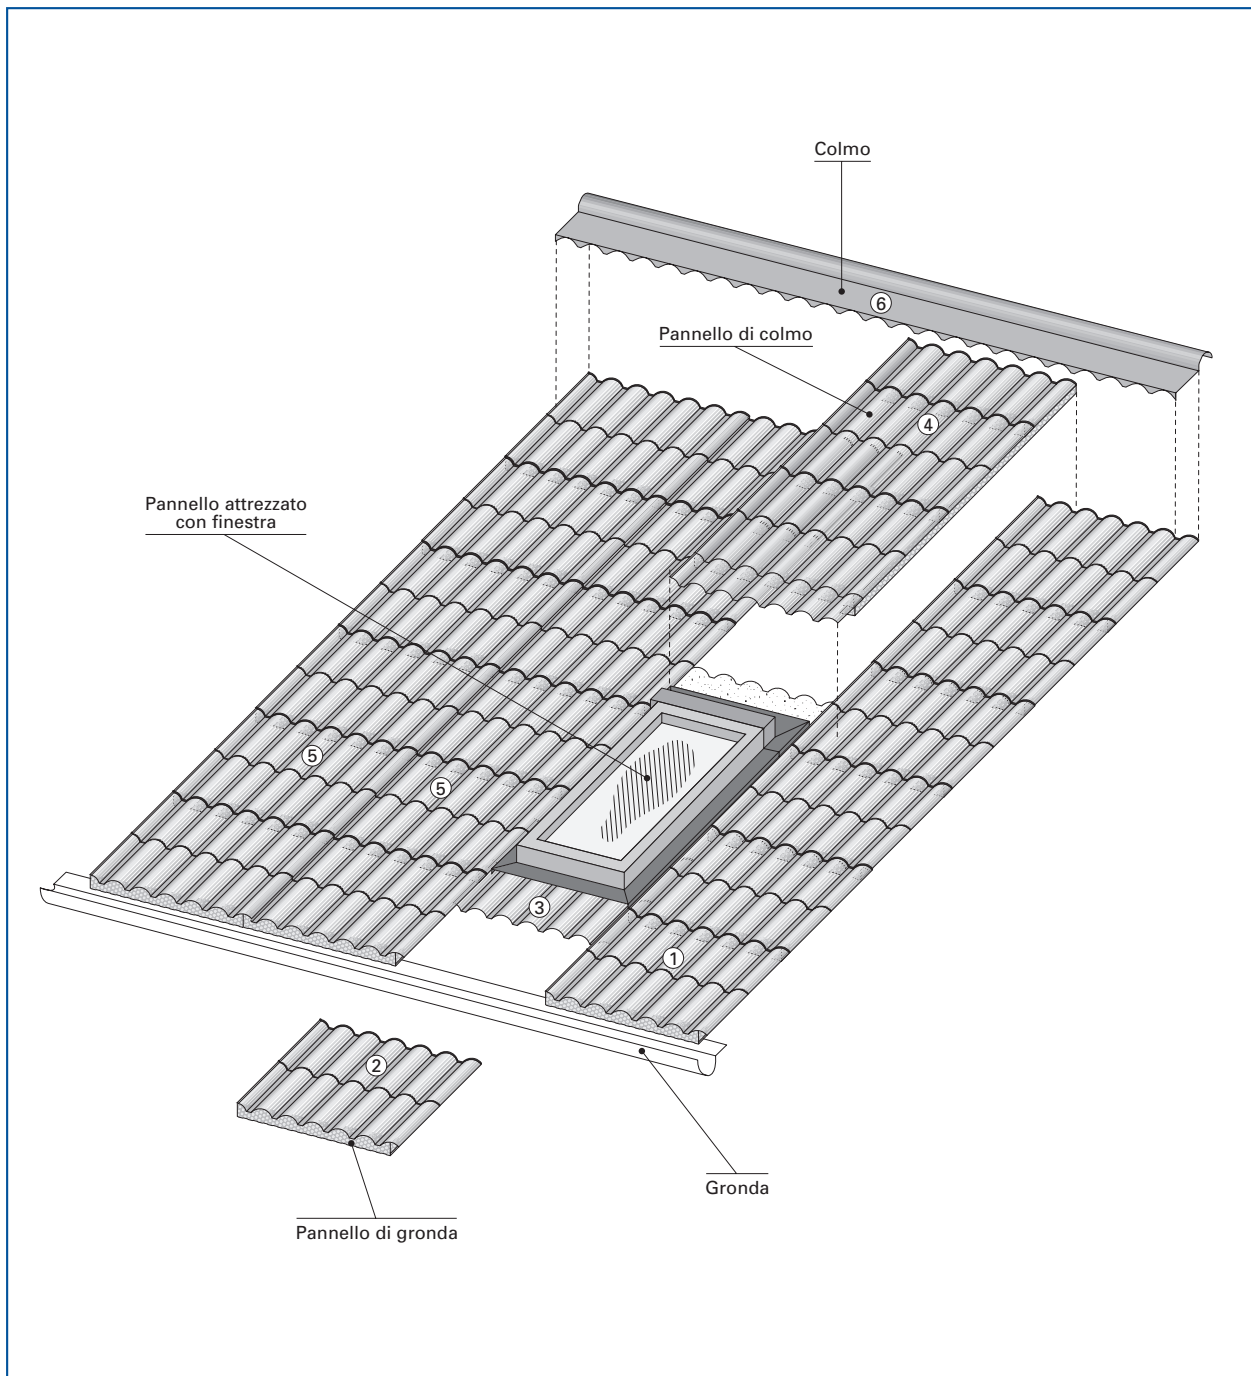 Colmo
6
Pannello di colmo
4
Pannello attrezzato
con finestra
5
5
3
1
2
Gronda
Pannello di gronda